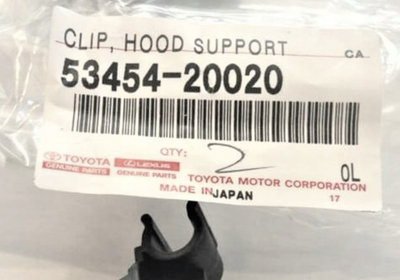 CLIP, HOOD SUPPORT CA
53454-20020
QTY: 2
TOYOTA LEXUS
GENUINE PARTS GENUINE PARTS
TOYOTA MOTOR CORPORATION
OL
MADE IN JAPAN 17